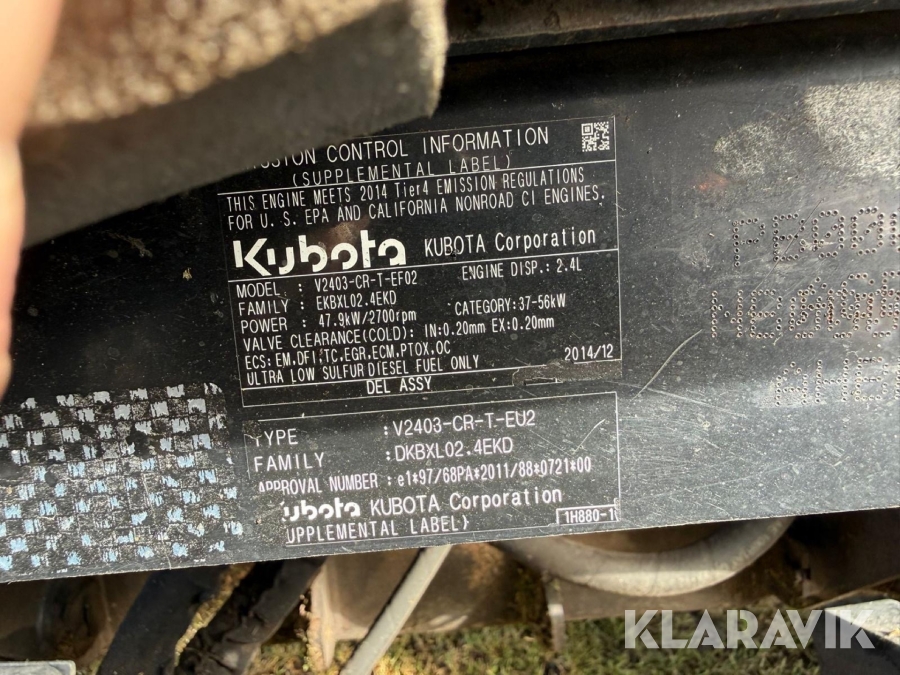 CONTROL INFORMATION
(SUPPLEMENTAL LABEL)
THIS ENGINE MEETS 2014 Tier4 EMISSION REGULATIONS
FOR U.S. EPA AND CALIFORNIA NONROAD CI ENGINES.
Kubota KUBOTA Corporation
MODEL : V2403-CR-T-EF02 ENGINE DISP.: 2.4L
FAMILY : EKBXL02.4EKD
POWER : 47.9kW/2700rpm CATEGORY:37-56kW
VALVE CLEARANCE(COLD): IN:0.20mm EX:0.20mm
ECS: EM,DFI,TC,EGR,ECM,PTOX,OC
ULTRA LOW SULFUR DIESEL FUEL ONLY 2014/12
DEL ASSY
TYPE : V2403-CR-T-EU2
FAMILY : DKBXL02.4EKD
APPROVAL NUMBER : e1*97/68PA*2011/88*0721*00
Kubota KUBOTA Corporation
UPPLEMENTAL LABEL) 1H880-1
KLARAVIK